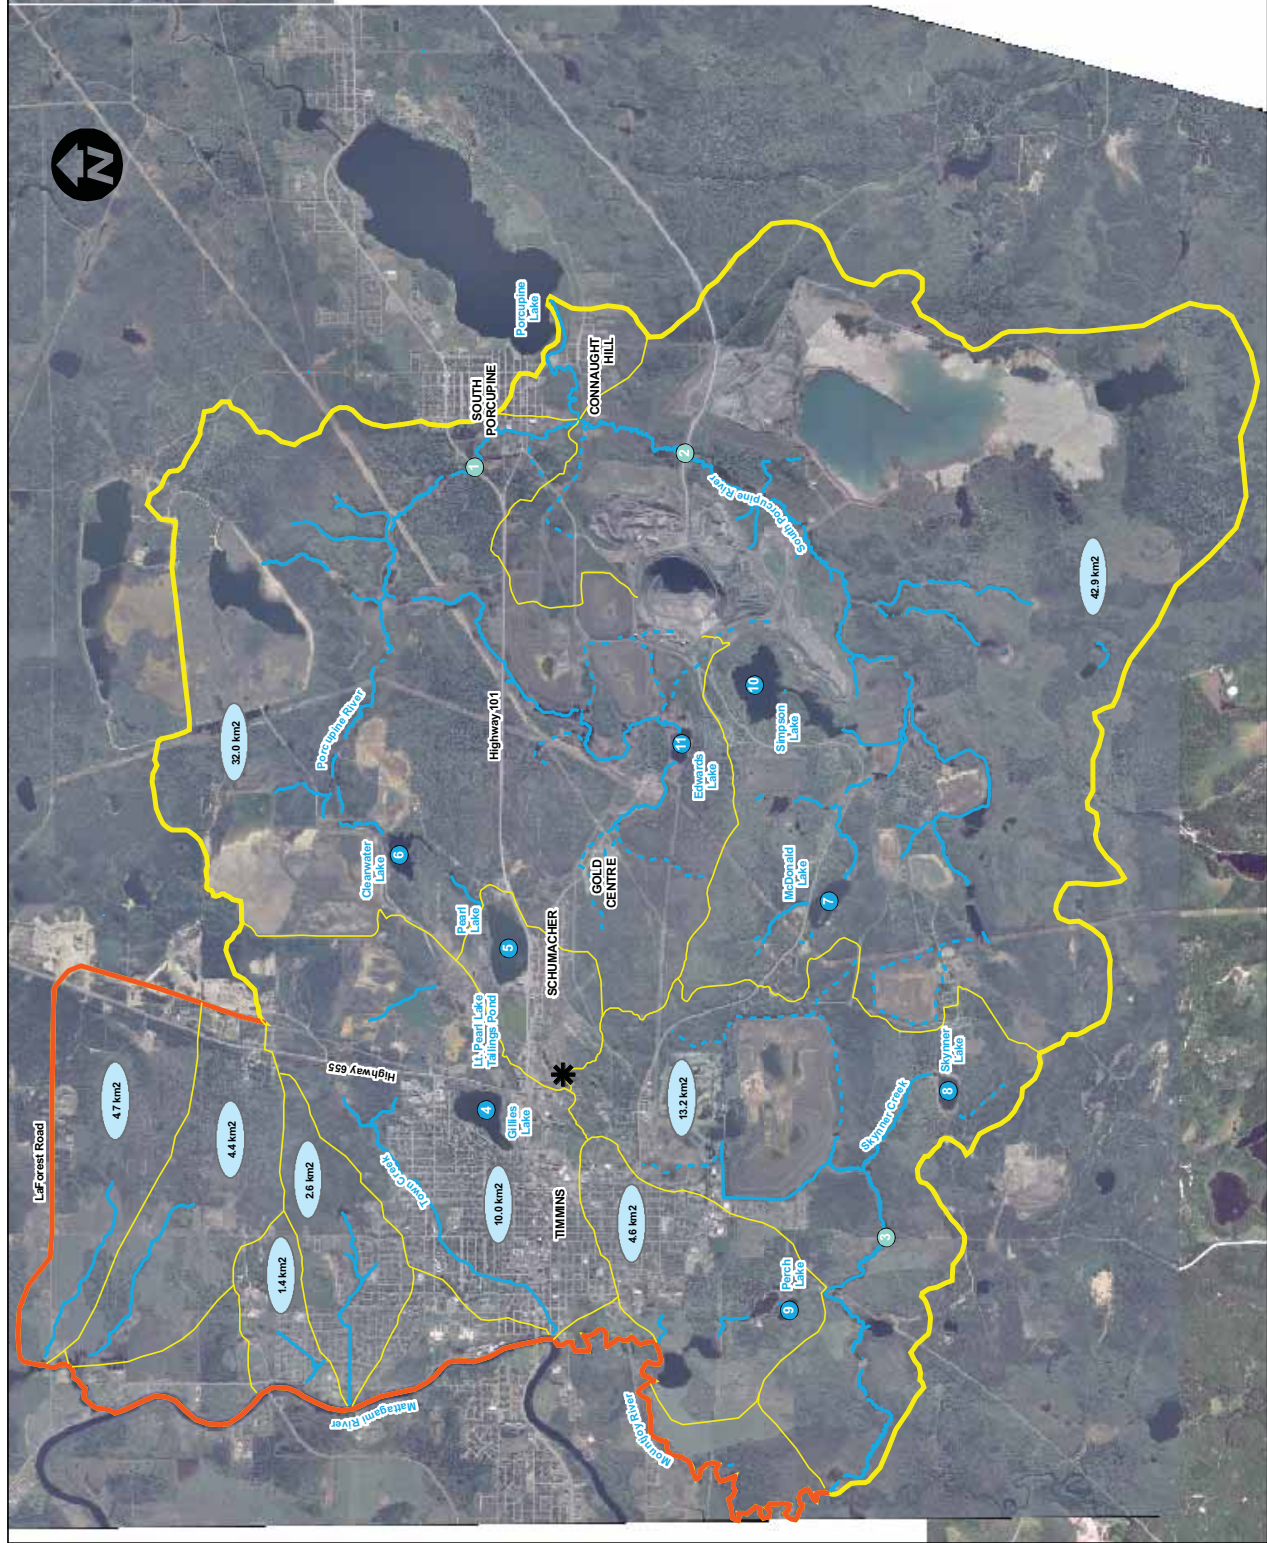 N
LaForest Road
4.7 km2
4.4 km2
2.6 km2
1.4 km2
Highway 655
Town Creek
10.0 km2
TIMMINS
4.6 km2
13.2 km2
Mattagami River
Mountjoy River
4
Gillies
Lake
Lt. Pearl Lake
Tailings Pond
Pearl
Lake
5
SCHUMACHER
Clearwater
Lake
6
32.0 km2
Porcupine River
Highway 101
GOLD
CENTRE
Edwards
Lake
11
10
Simpson
Lake
McDonald
Lake
7
Skynner
Lake
8
Skynner Creek
3
Perch
Lake
9
SOUTH
PORCUPINE
1
Porcupine
Lake
CONNAUGHT
HILL
2
South Porcupine River
42.9 km2